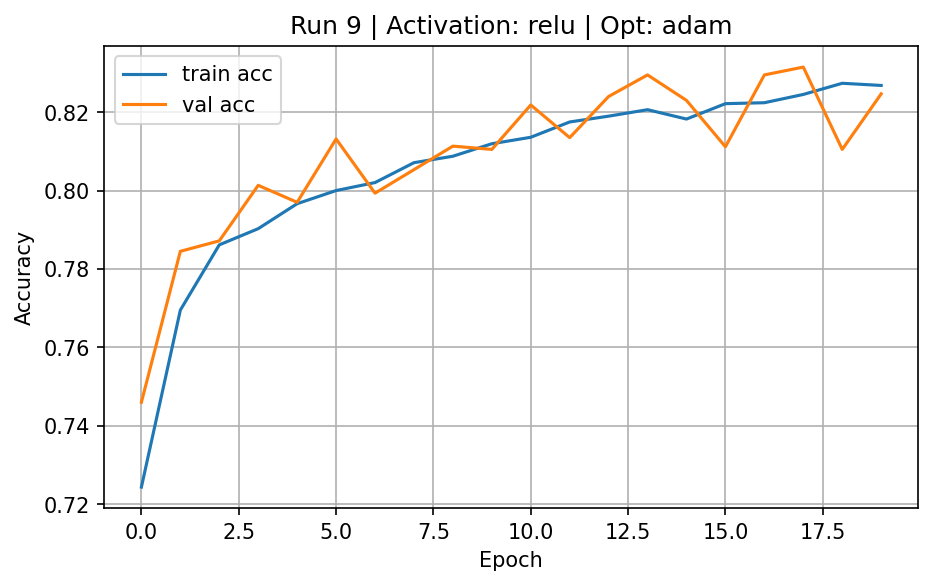 Run 9 | Activation: relu | Opt: adam
train acc
val acc
0.82
0.80
0.78
0.76
0.74
0.72
Accuracy
0.0 2.5 5.0 7.5 10.0 12.5 15.0 17.5
Epoch